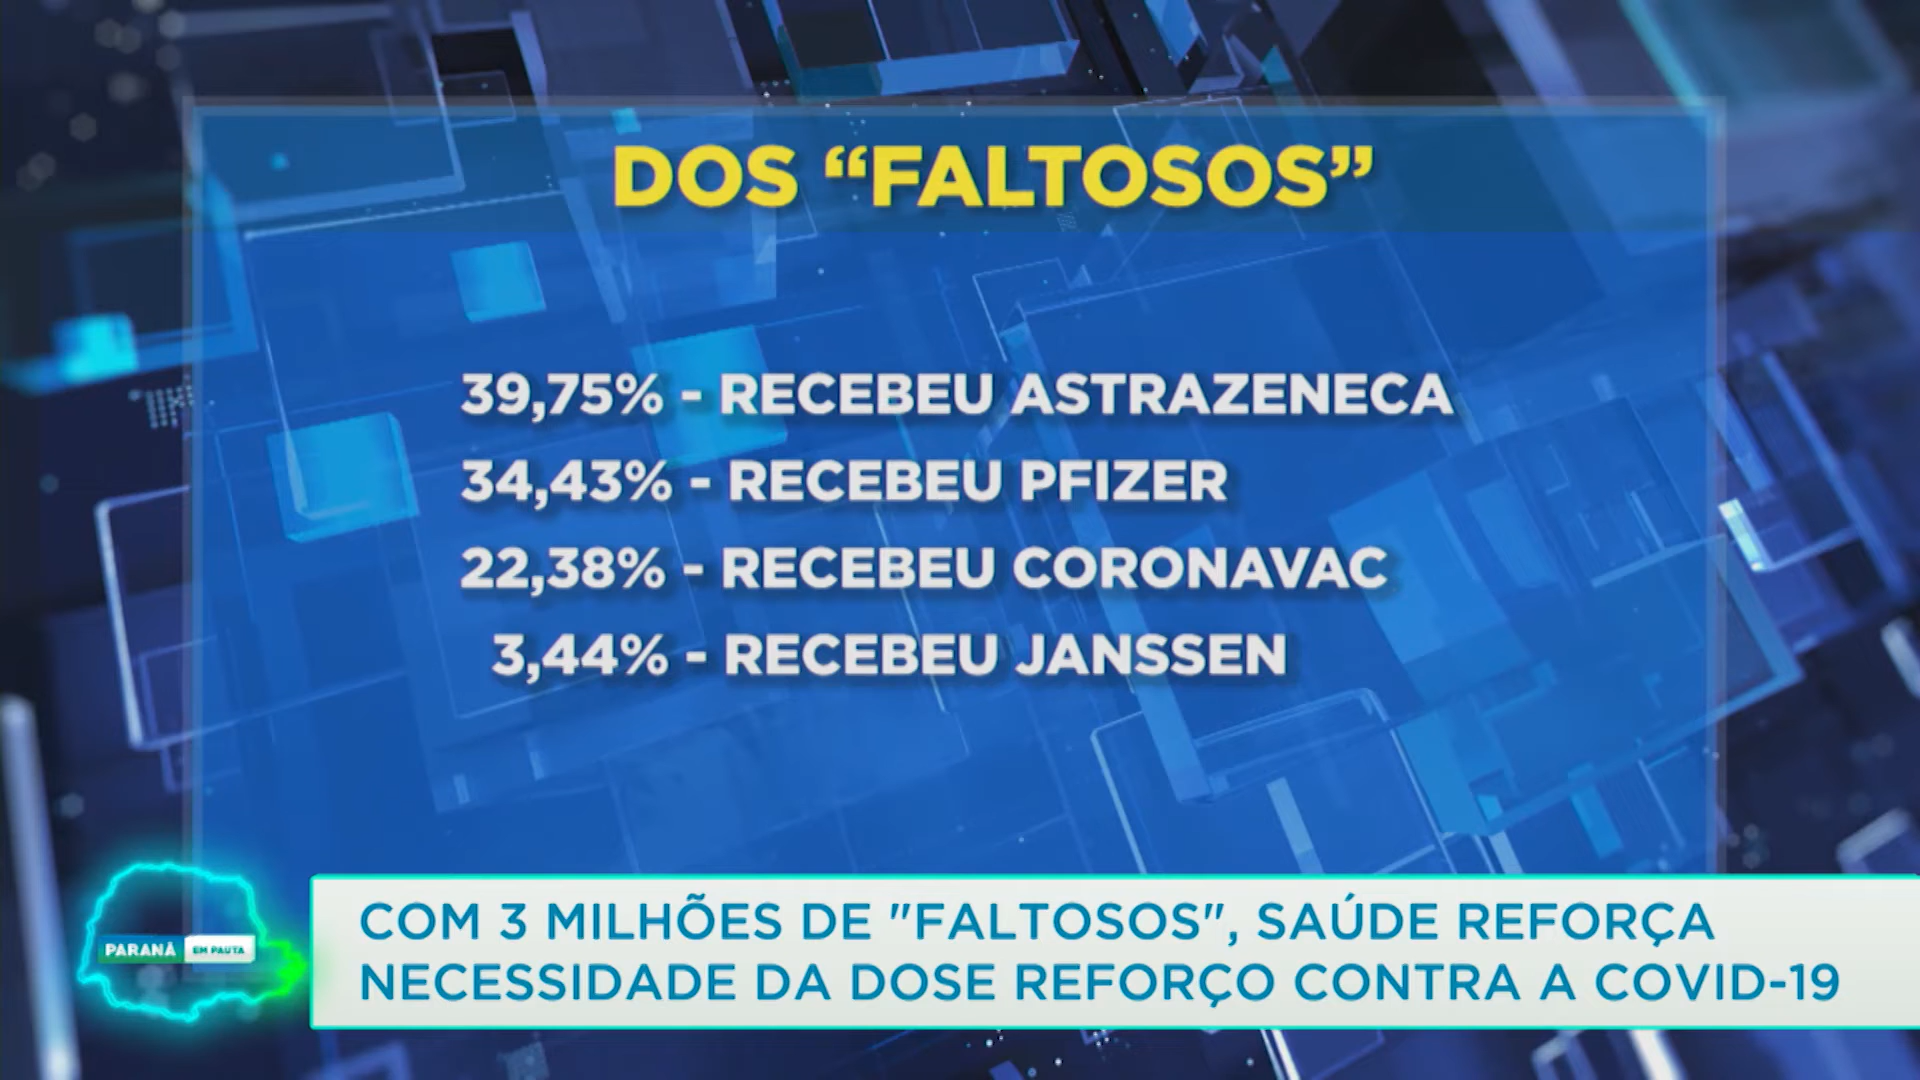 DOS “FALTOSOS”
39,75% - RECEBEU ASTRAZENECA
34,43% - RECEBEU PFIZER
22,38% - RECEBEU CORONAVAC
3,44% - RECEBEU JANSSEN
PARANÁ EM PAUTA
COM 3 MILHÕES DE "FALTOSOS", SAÚDE REFORÇA
NECESSIDADE DA DOSE REFORÇO CONTRA A COVID-19